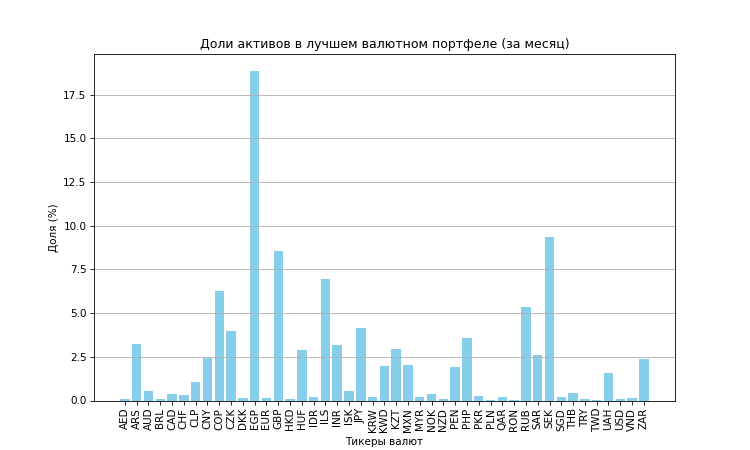 Доли активов в лучшем валютном портфеле (за месяц)
Доля (%)
17.5
15.0
12.5
10.0
7.5
5.0
2.5
0.0
AED ARS AUD BRL CAD CHF CLP CNY COP CZK DKK EGP EUR GBP HKD HUF IDR ILS INR ISK JPY KRW KWD KZT MXN MYR NOK NZD PEN PHP PKR PLN QAR RON RUB SAR SEK SGD THB TRY TWD UAH USD VND ZAR
Тикеры валют